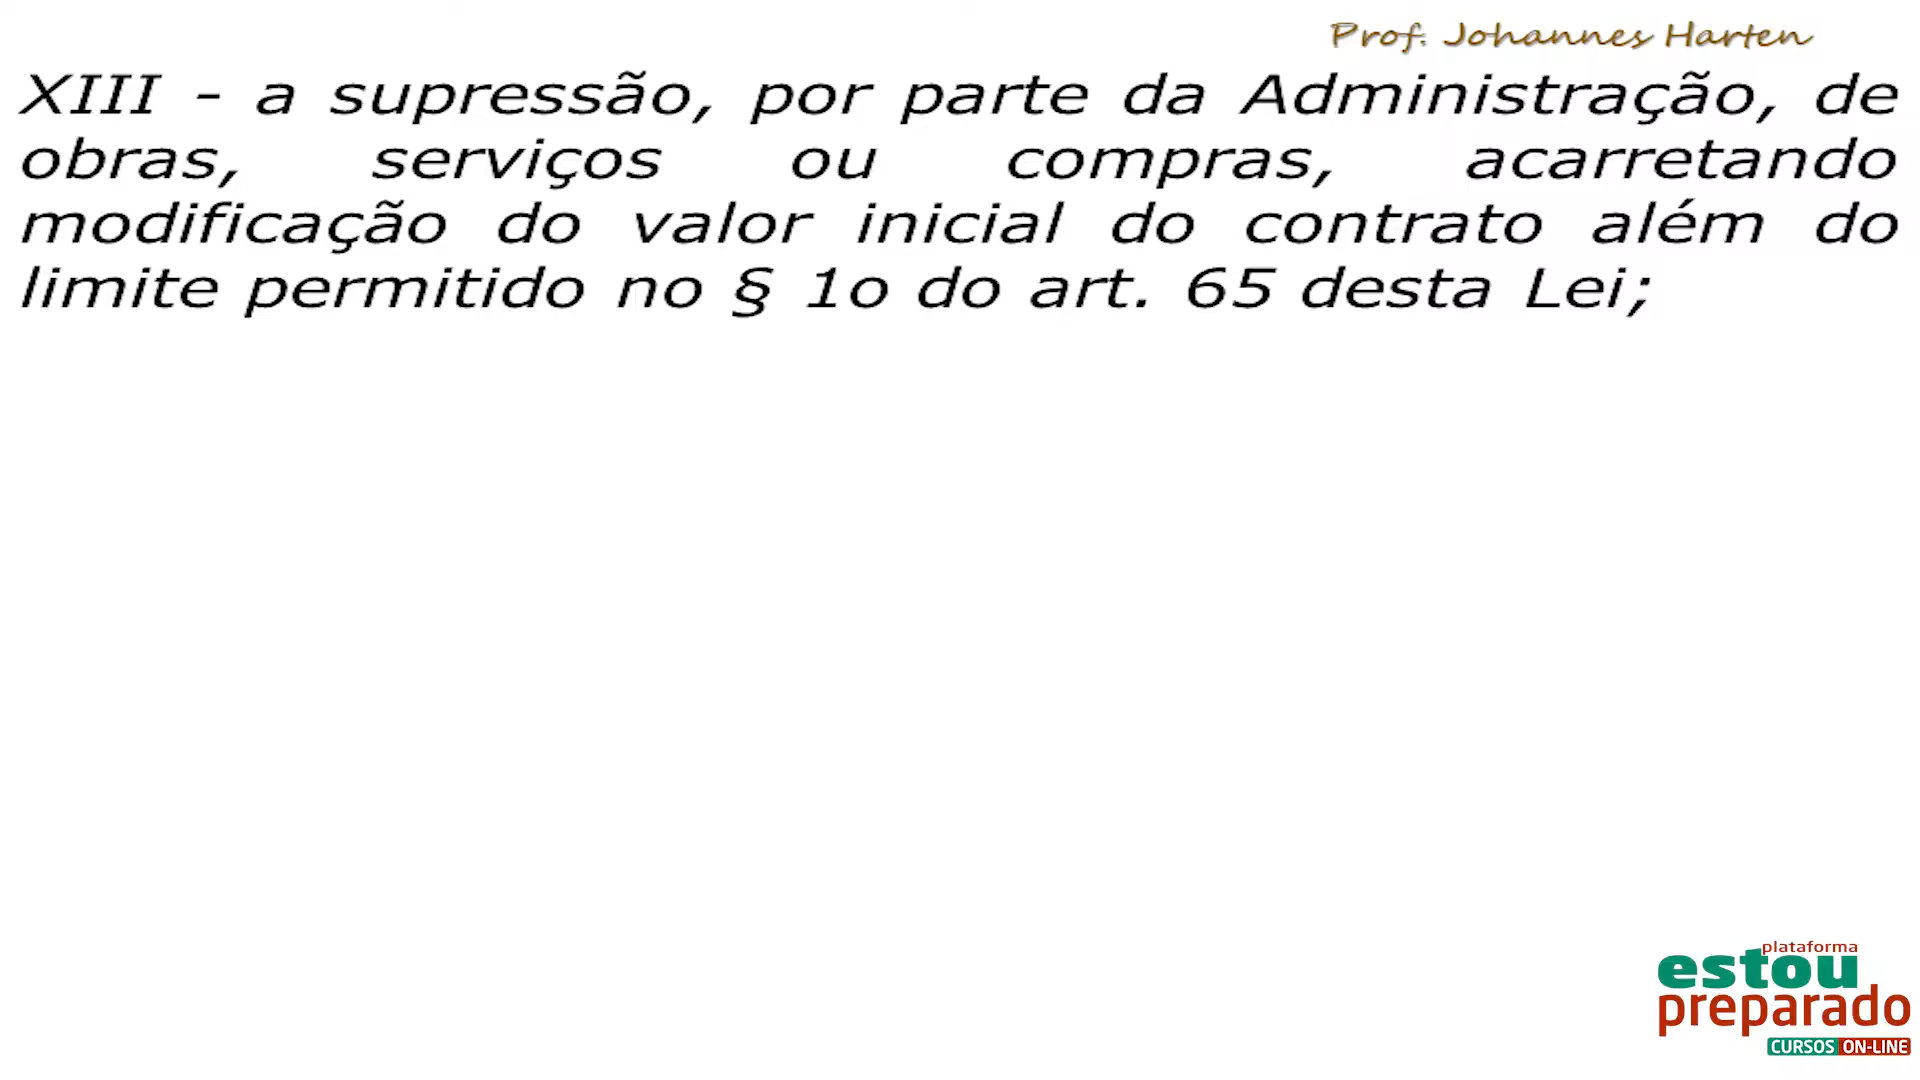 Prof. Johannes Harten
XIII - a supressão, por parte da Administração, de
obras, serviços ou compras, acarretando
modificação do valor inicial do contrato além do
limite permitido no § 1o do art. 65 desta Lei;
plataforma
estou
preparado
CURSOS ON-LINE